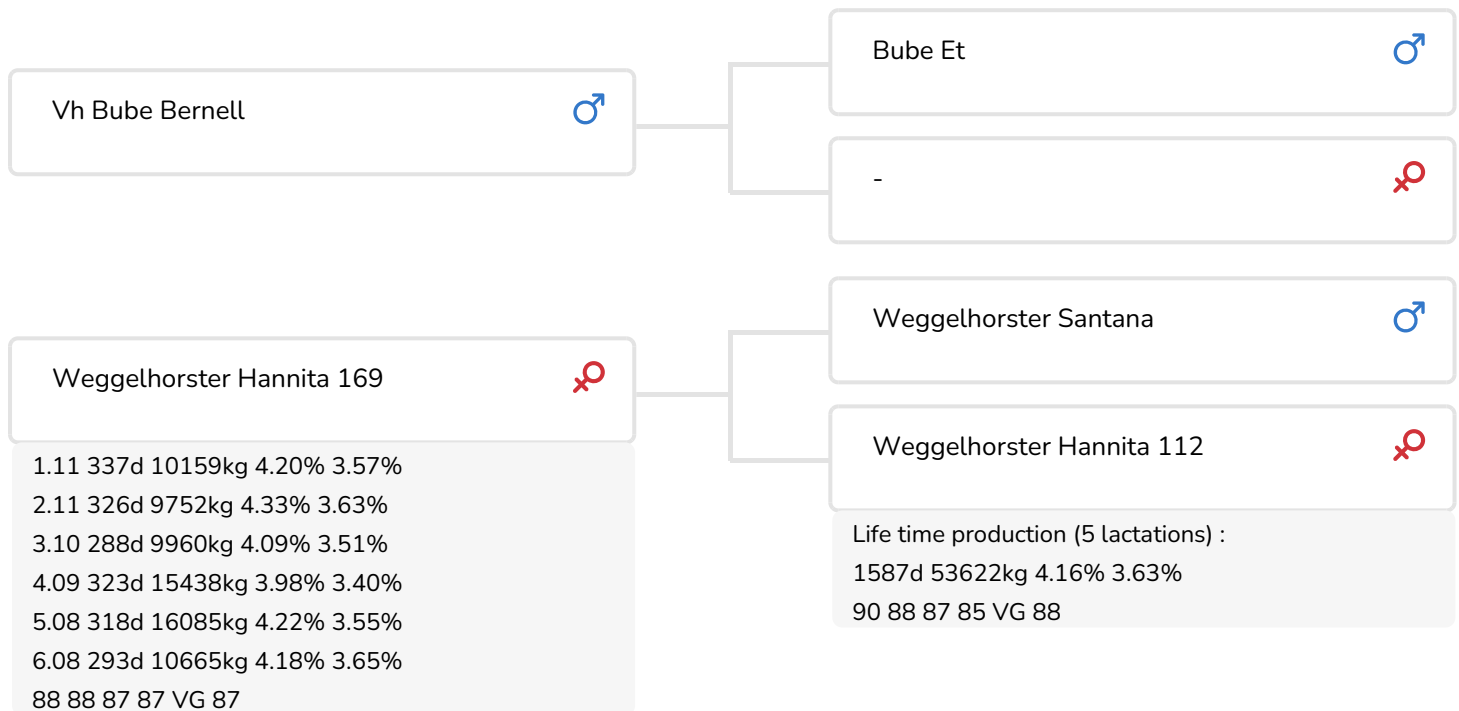 Vh Bube Bernell
Bube Et
-
Weggelhorster Hannita 169
1.11 337d 10159kg 4.20% 3.57%
2.11 326d 9752kg 4.33% 3.63%
3.10 288d 9960kg 4.09% 3.51%
4.09 323d 15438kg 3.98% 3.40%
5.08 318d 16085kg 4.22% 3.55%
6.08 293d 10665kg 4.18% 3.65%
88 88 87 87 VG 87
Weggelhorster Santana
Weggelhorster Hannita 112
Life time production (5 lactations) :
1587d 53622kg 4.16% 3.63%
90 88 87 85 VG 88